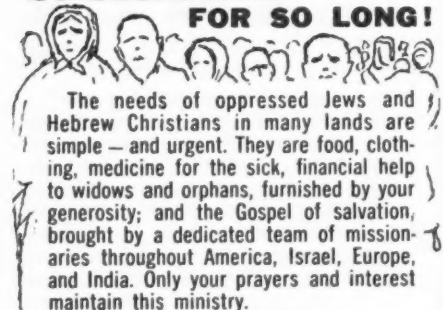 FOR SO LONG!
The needs of oppressed Jews and
Hebrew Christians in many lands are
simple — and urgent. They are food, cloth-
ing, medicine for the sick, financial help
to widows and orphans, furnished by your
generosity; and the Gospel of salvation,
brought by a dedicated team of mission-
aries throughout America, Israel, Europe,
and India. Only your prayers and interest
maintain this ministry.